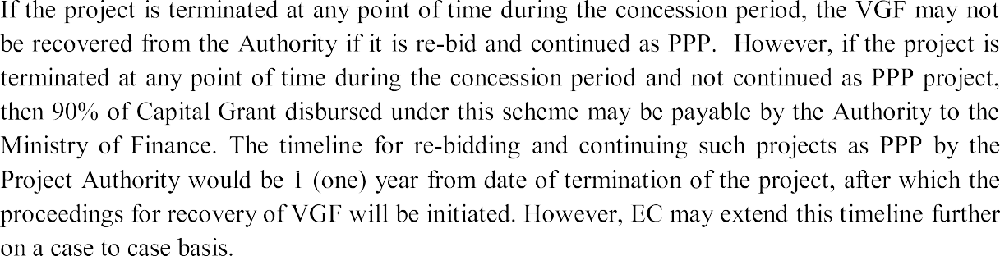 If the project is terminated at any point of time during the concession period, the VGF may not
be recovered from the Authority if it is re-bid and continued as PPP.  However, if the project is
terminated at any point of time during the concession period and not continued as PPP project,
then 90% of Capital Grant disbursed under this scheme may be payable by the Authority to the
Ministry of Finance. The timeline for re-bidding and continuing such projects as PPP by the
Project Authority would be 1 (one) year from date of termination of the project, after which the
proceedings for recovery of VGF will be initiated. However, EC may extend this timeline further
on a case to case basis.